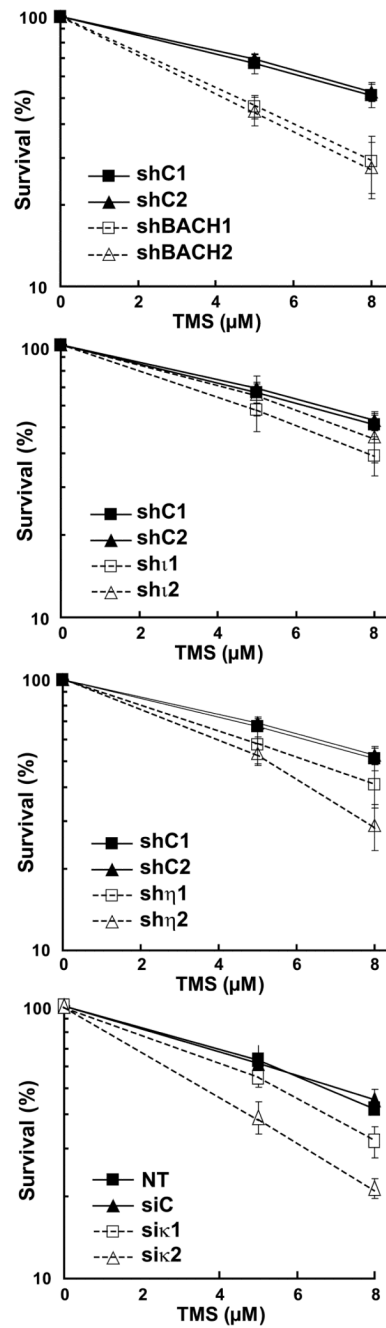 100
Survival (%)
shC1
shC2
shBACH1
shBACH2
10
0 2 4 6 8
TMS (µM)
100
Survival (%)
shC1
shC2
shι1
shι2
10
0 2 4 6 8
TMS (µM)
100
Survival (%)
shC1
shC2
shη1
shη2
10
0 2 4 6 8
TMS (µM)
100
Survival (%)
NT
siC
siκ1
siκ2
10
0 2 4 6 8
TMS (µM)